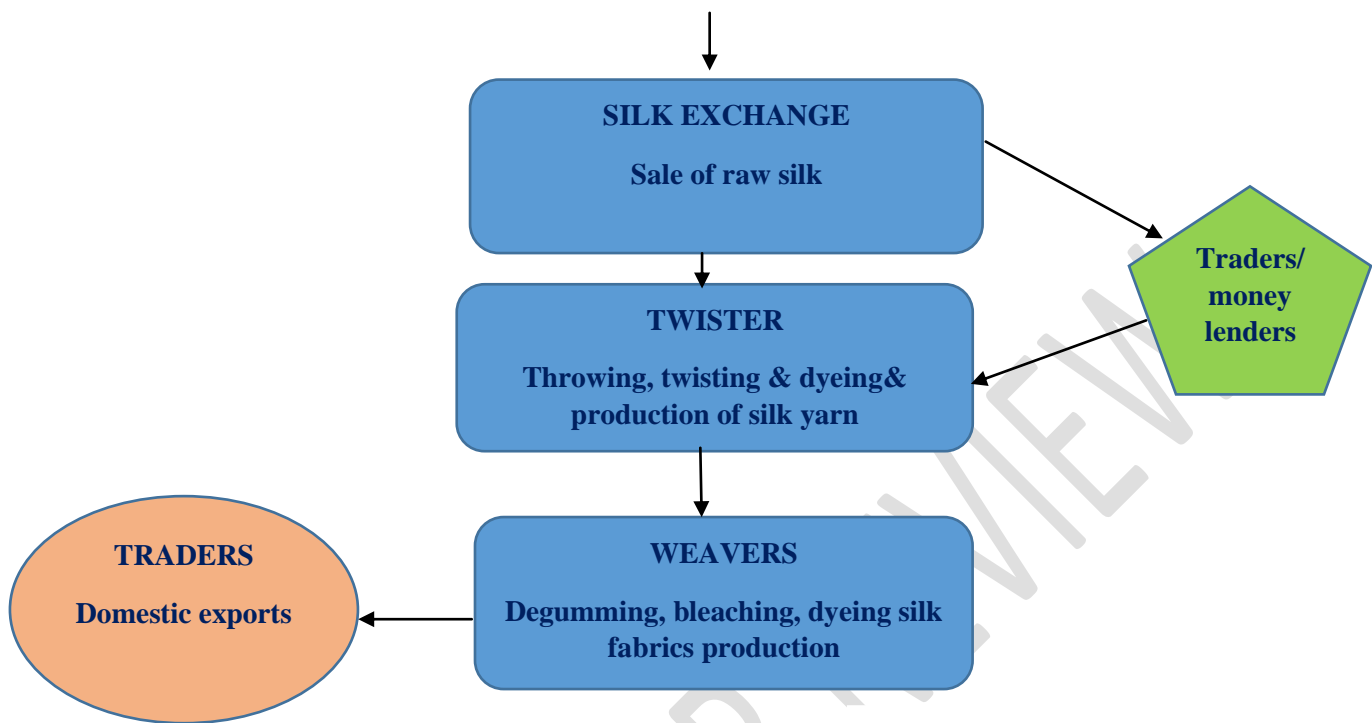 SILK EXCHANGE
Sale of raw silk
Traders/
money
lenders
TWISTER
Throwing, twisting & dyeing&
production of silk yarn
TRADERS
Domestic exports
WEAVERS
Degumming, bleaching, dyeing silk
fabrics production